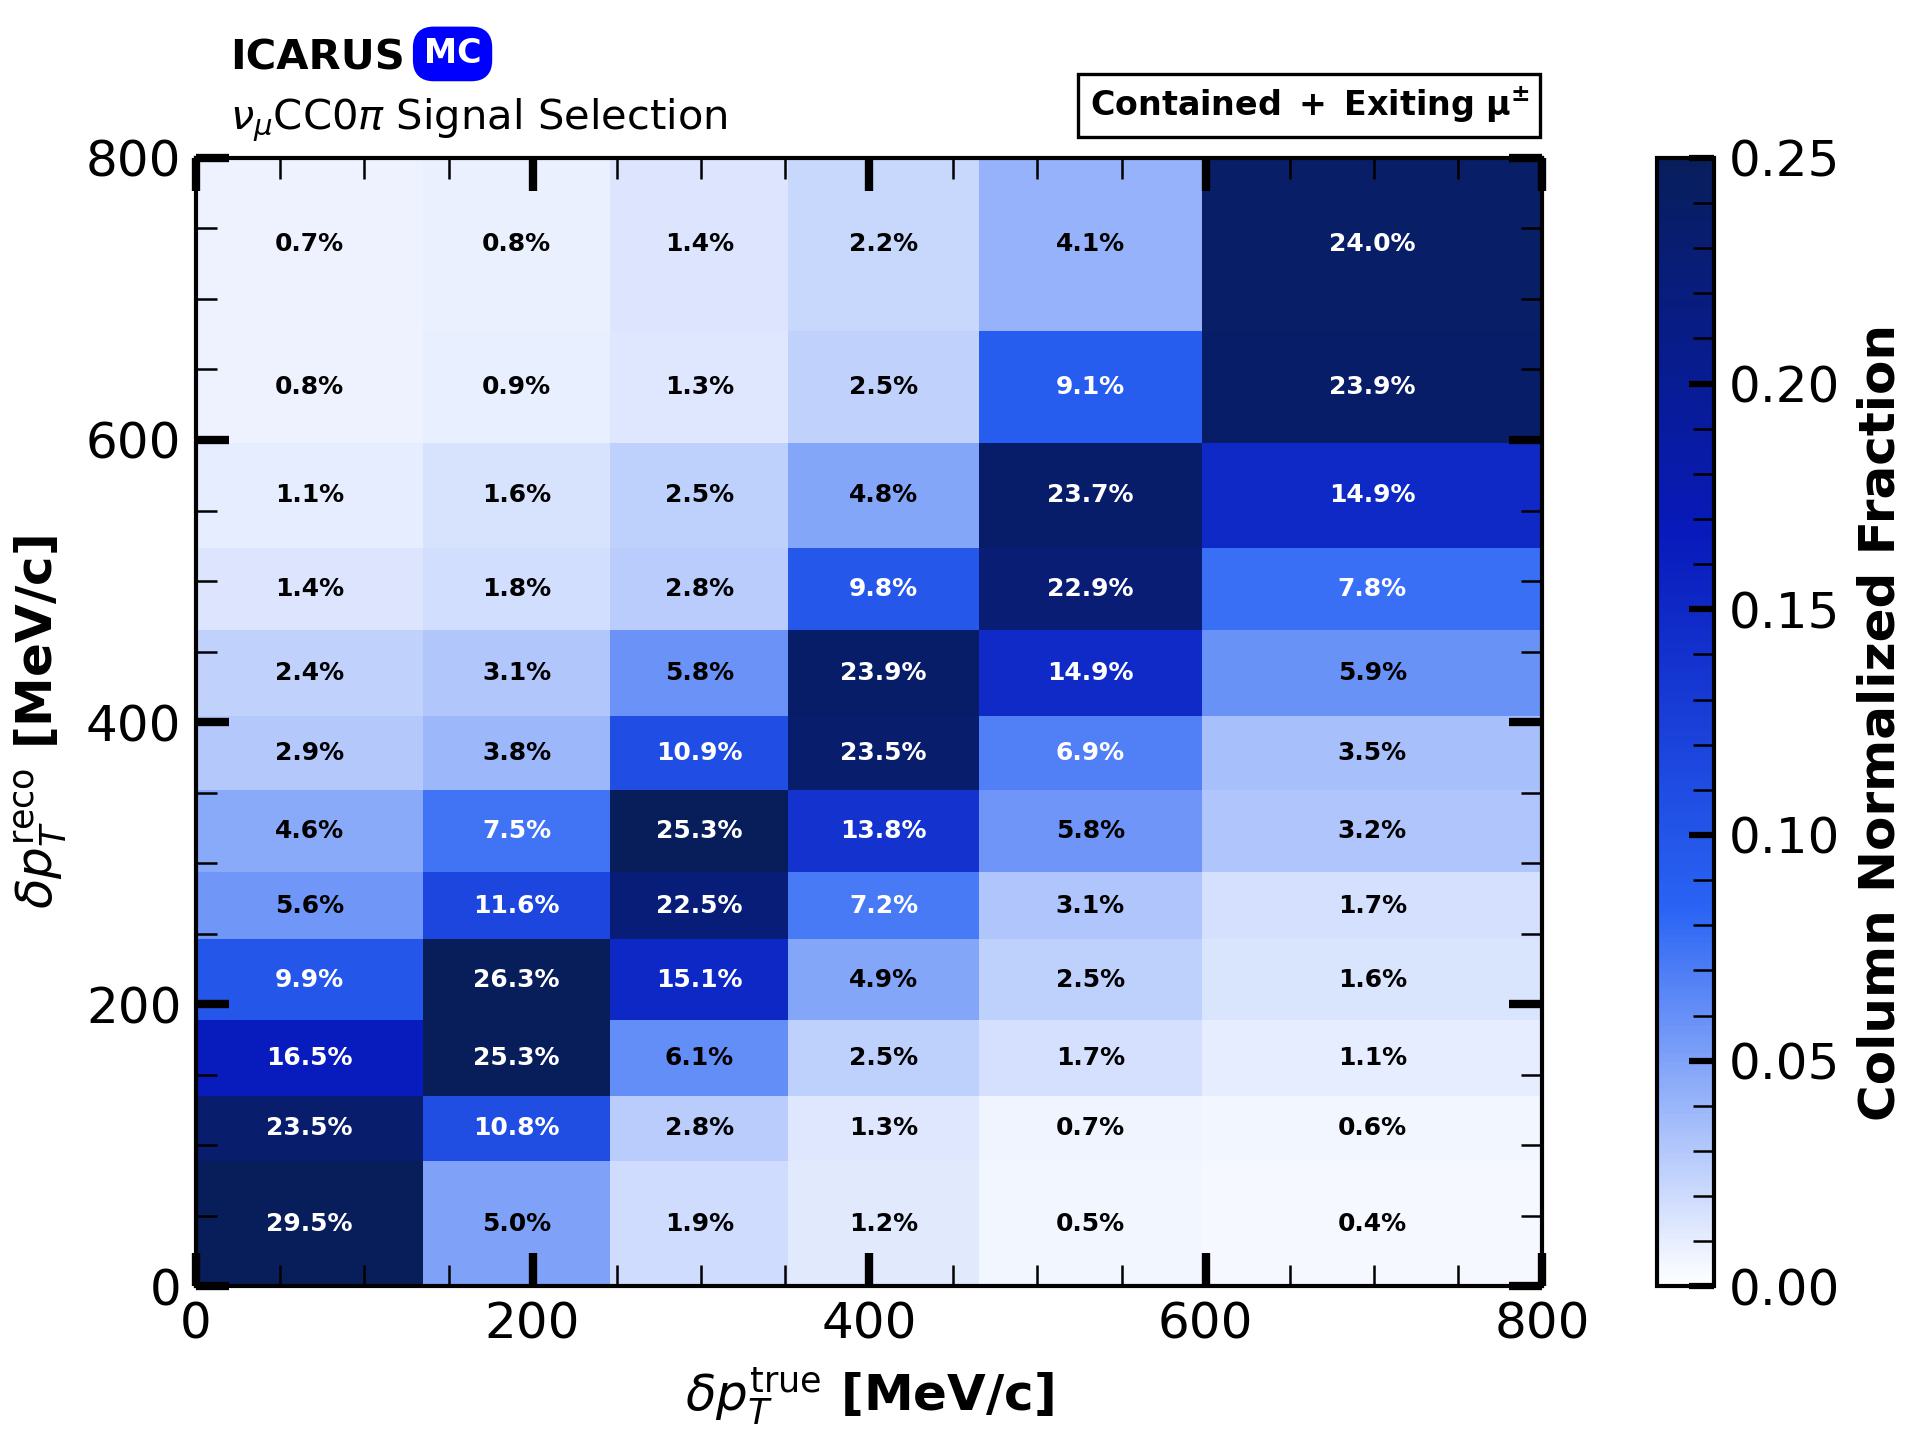 ICARUS MC
νμCC0π Signal Selection
Contained + Exiting μ±
800
0.7% 0.8% 1.4% 2.2% 4.1% 24.0%
0.8% 0.9% 1.3% 2.5% 9.1% 23.9%
600
1.1% 1.6% 2.5% 4.8% 23.7% 14.9%
1.4% 1.8% 2.8% 9.8% 22.9% 7.8%
2.4% 3.1% 5.8% 23.9% 14.9% 5.9%
400
2.9% 3.8% 10.9% 23.5% 6.9% 3.5%
4.6% 7.5% 25.3% 13.8% 5.8% 3.2%
5.6% 11.6% 22.5% 7.2% 3.1% 1.7%
9.9% 26.3% 15.1% 4.9% 2.5% 1.6%
200
16.5% 25.3% 6.1% 2.5% 1.7% 1.1%
23.5% 10.8% 2.8% 1.3% 0.7% 0.6%
29.5% 5.0% 1.9% 1.2% 0.5% 0.4%
0
0 200 400 600 800
δp_T^true [MeV/c]
δp_T^reco [MeV/c]
0.25
0.20
0.15
0.10
0.05
0.00
Column Normalized Fraction